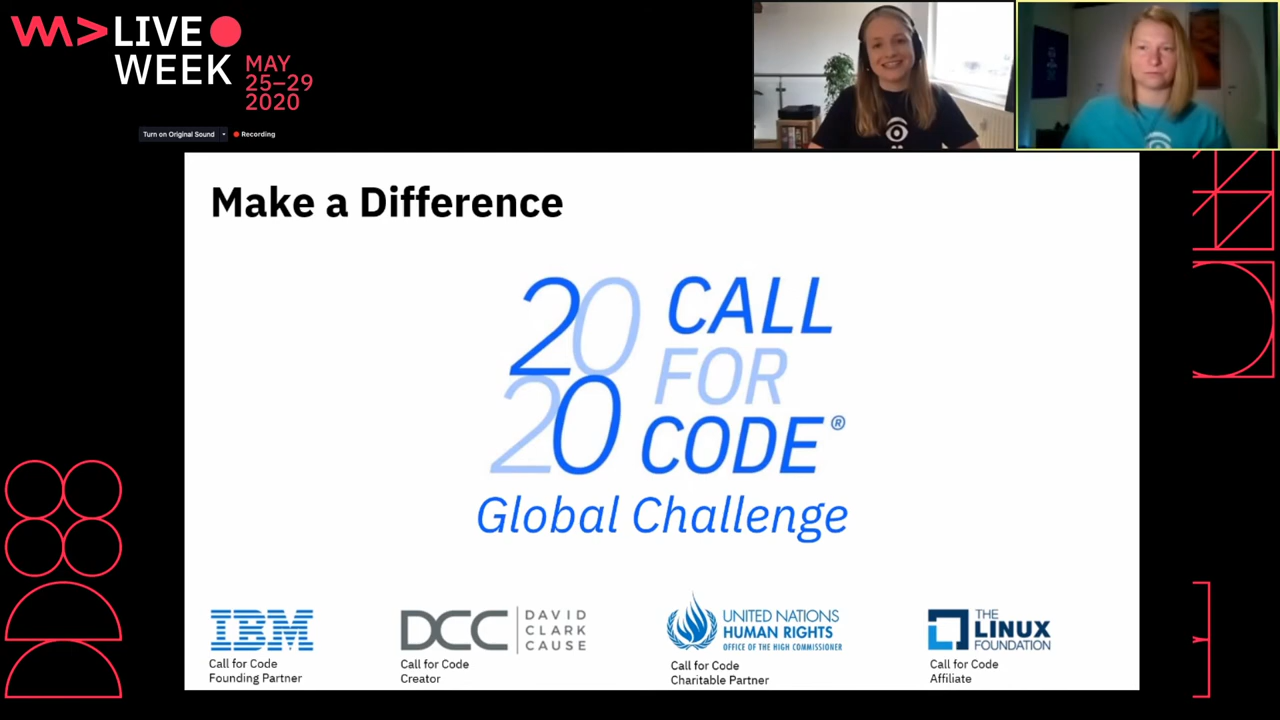 WA>LIVE
WEEK
MAY
25–29
2020
Turn on Original Sound
Recording
Make a Difference
2020 CALL
FOR
CODE®
Global Challenge
IBM
Call for Code
Founding Partner
DCC DAVID
CLARK
CAUSE
Call for Code
Creator
UNITED NATIONS
HUMAN RIGHTS
OFFICE OF THE HIGH COMMISSIONER
Call for Code
Charitable Partner
THE
LINUX
FOUNDATION
Call for Code
Affiliate